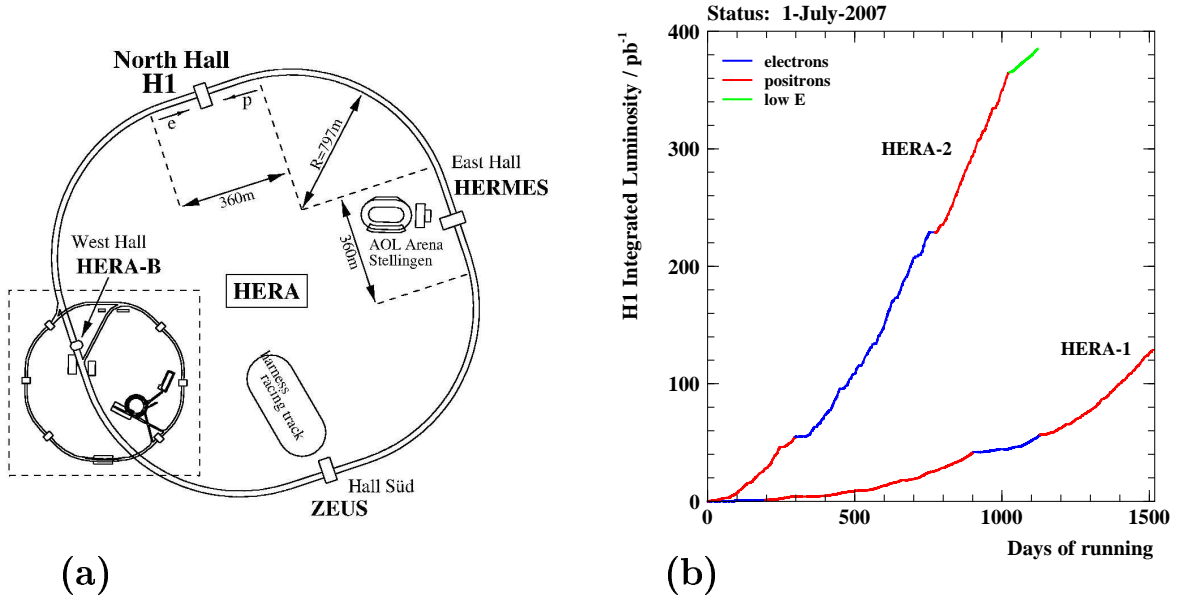 North Hall
H1
e
p
R=797m
360m
East Hall
HERMES
360m
AOL Arena
Stellingen
West Hall
HERA-B
HERA
harness
racing track
Hall Süd
ZEUS
(a)
Status: 1-July-2007
H1 Integrated Luminosity / pb⁻¹
400
300
200
100
0
electrons
positrons
low E
HERA-2
HERA-1
0
500
1000
1500
Days of running
(b)